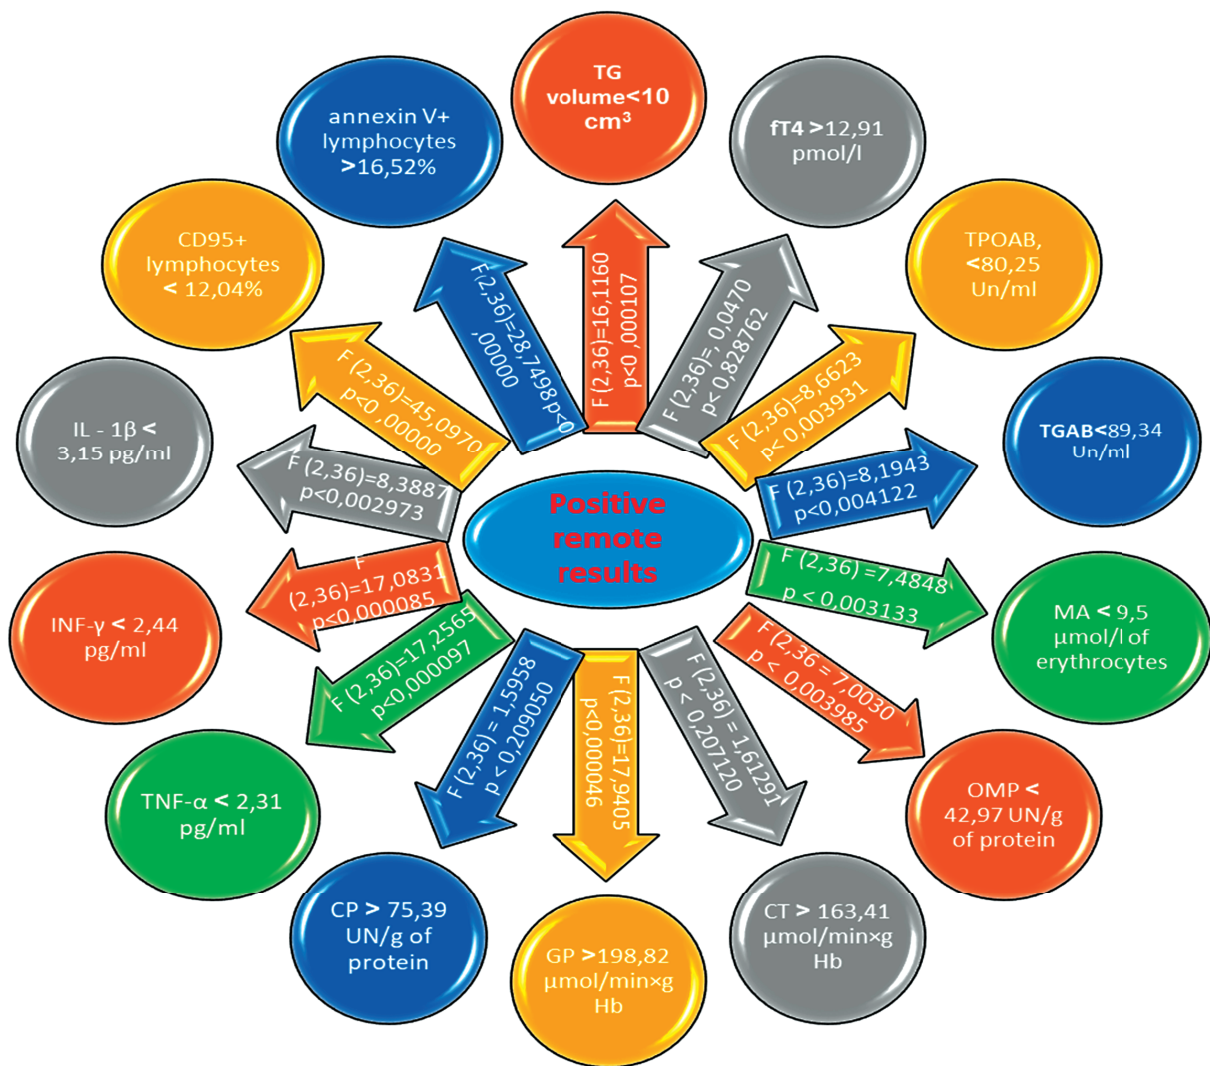 TG
volume<10
cm³
fT4 >12,91
pmol/l
TPOAB,
<80,25
Un/ml
TGAB<89,34
Un/ml
MA < 9,5
µmol/l of
erythrocytes
OMP <
42,97 UN/g
of protein
CT > 163,41
µmol/min×g
Hb
GP >198,82
µmol/min×g
Hb
CP > 75,39
UN/g of
protein
TNF-α < 2,31
pg/ml
INF-γ < 2,44
pg/ml
IL - 1β <
3,15 pg/ml
CD95+
lymphocytes
< 12,04%
annexin V+
lymphocytes
>16,52%
F (2,36)=16,1160
p<0 ,000107
F (2,36)=, 0,0470
p< 0,828762
F (2,36)=8,6623
p< 0,003931
F (2,36)=8,1943
p<0,004122
F (2,36) =7,4848
p < 0,003133
F (2,36 = 7,0030
p < 0,003985
F (2,36) = 1,61291
p < 0,207120
F (2,36)=17,9405
p<0,0000046
F (2,36) = 1,5958
p < 0,209050
F (2,36)=17,2565
p<0,000097
F
(2,36)=17,0831
p<0,000085
F (2,36)=8,3887
p<0,002973
F (2,36)=45,0970
p<0 ,00000
F(2,36)=28,7498 p<0
,00000
Positive
remote
results